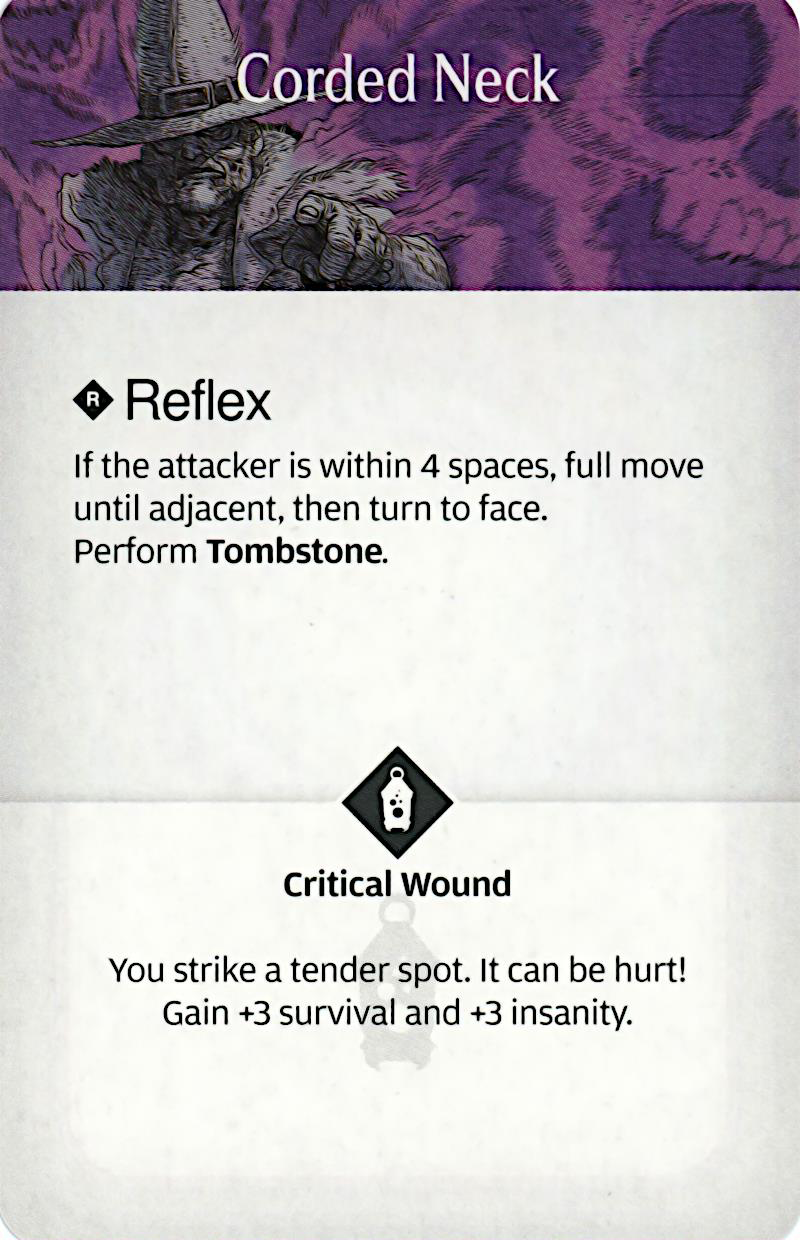 Corded Neck
R Reflex
If the attacker is within 4 spaces, full move
until adjacent, then turn to face.
Perform Tombstone.
Critical Wound
You strike a tender spot. It can be hurt!
Gain +3 survival and +3 insanity.